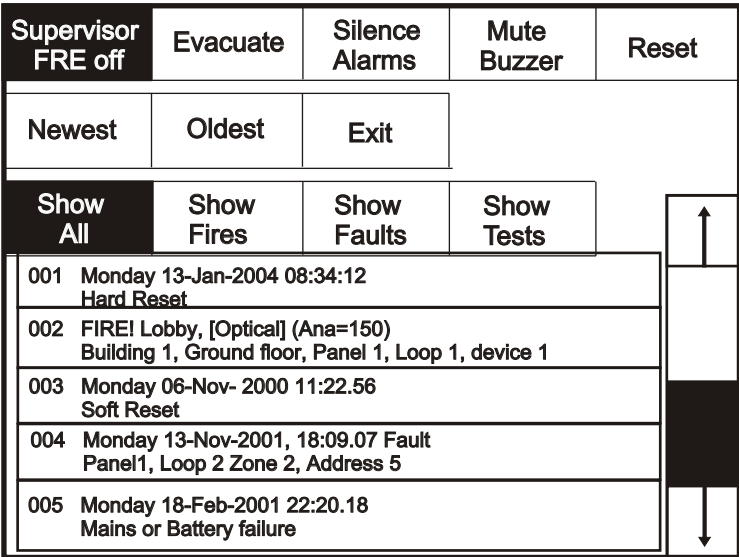 Supervisor
FRE off
Evacuate
Silence
Alarms
Mute
Buzzer
Reset
Newest
Oldest
Exit
Show
All
Show
Fires
Show
Faults
Show
Tests
001 Monday 13-Jan-2004 08:34:12
Hard Reset
002 FIRE! Lobby, [Optical] (Ana=150)
Building 1, Ground floor, Panel 1, Loop 1, device 1
003 Monday 06-Nov- 2000 11:22.56
Soft Reset
004 Monday 13-Nov-2001, 18:09.07 Fault
Panel1, Loop 2 Zone 2, Address 5
005 Monday 18-Feb-2001 22:20.18
Mains or Battery failure